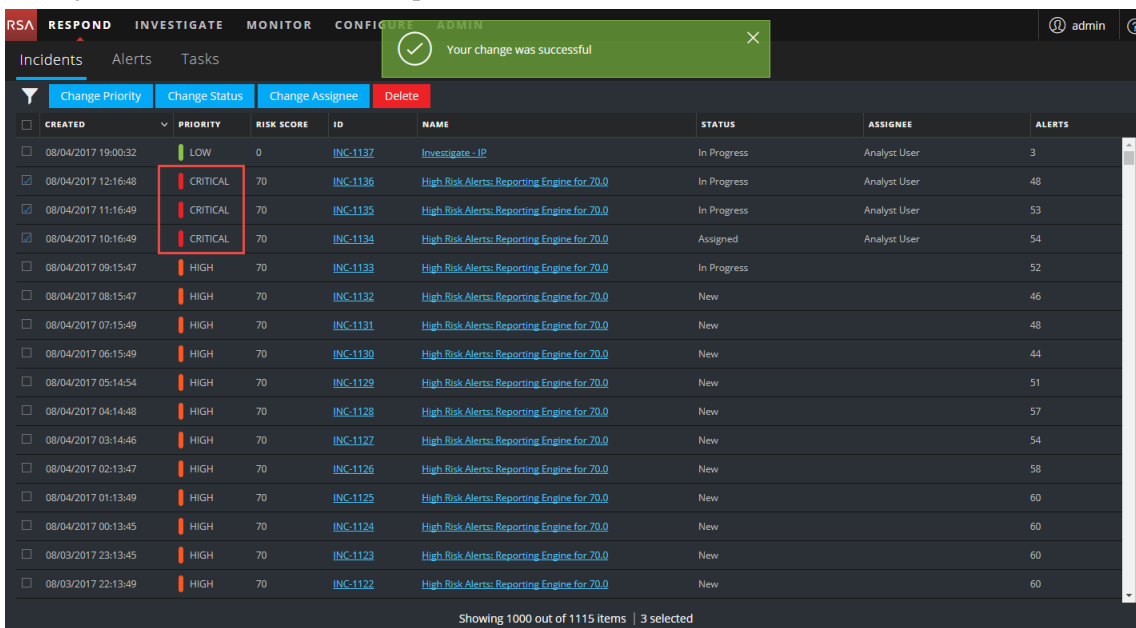 RSA RESPOND INVESTIGATE MONITOR CONFIGURE ADMIN admin
Your change was successful
Incidents Alerts Tasks
Change Priority Change Status Change Assignee Delete
CREATED PRIORITY RISK SCORE ID NAME STATUS ASSIGNEE ALERTS
08/04/2017 19:00:32 LOW 0 INC-1137 Investigate - IP In Progress Analyst User 3
08/04/2017 12:16:48 CRITICAL 70 INC-1136 High Risk Alerts: Reporting Engine for 70.0 In Progress Analyst User 48
08/04/2017 11:16:49 CRITICAL 70 INC-1135 High Risk Alerts: Reporting Engine for 70.0 In Progress Analyst User 53
08/04/2017 10:16:49 CRITICAL 70 INC-1134 High Risk Alerts: Reporting Engine for 70.0 Assigned Analyst User 54
08/04/2017 09:15:47 HIGH 70 INC-1133 High Risk Alerts: Reporting Engine for 70.0 In Progress 52
08/04/2017 08:15:47 HIGH 70 INC-1132 High Risk Alerts: Reporting Engine for 70.0 New 46
08/04/2017 07:15:49 HIGH 70 INC-1131 High Risk Alerts: Reporting Engine for 70.0 New 48
08/04/2017 06:15:49 HIGH 70 INC-1130 High Risk Alerts: Reporting Engine for 70.0 New 44
08/04/2017 05:14:54 HIGH 70 INC-1129 High Risk Alerts: Reporting Engine for 70.0 New 51
08/04/2017 04:14:48 HIGH 70 INC-1128 High Risk Alerts: Reporting Engine for 70.0 New 57
08/04/2017 03:14:46 HIGH 70 INC-1127 High Risk Alerts: Reporting Engine for 70.0 New 54
08/04/2017 02:13:47 HIGH 70 INC-1126 High Risk Alerts: Reporting Engine for 70.0 New 58
08/04/2017 01:13:49 HIGH 70 INC-1125 High Risk Alerts: Reporting Engine for 70.0 New 60
08/04/2017 00:13:45 HIGH 70 INC-1124 High Risk Alerts: Reporting Engine for 70.0 New 60
08/03/2017 23:13:45 HIGH 70 INC-1123 High Risk Alerts: Reporting Engine for 70.0 New 60
08/03/2017 22:13:49 HIGH 70 INC-1122 High Risk Alerts: Reporting Engine for 70.0 New 60
Showing 1000 out of 1115 items | 3 selected